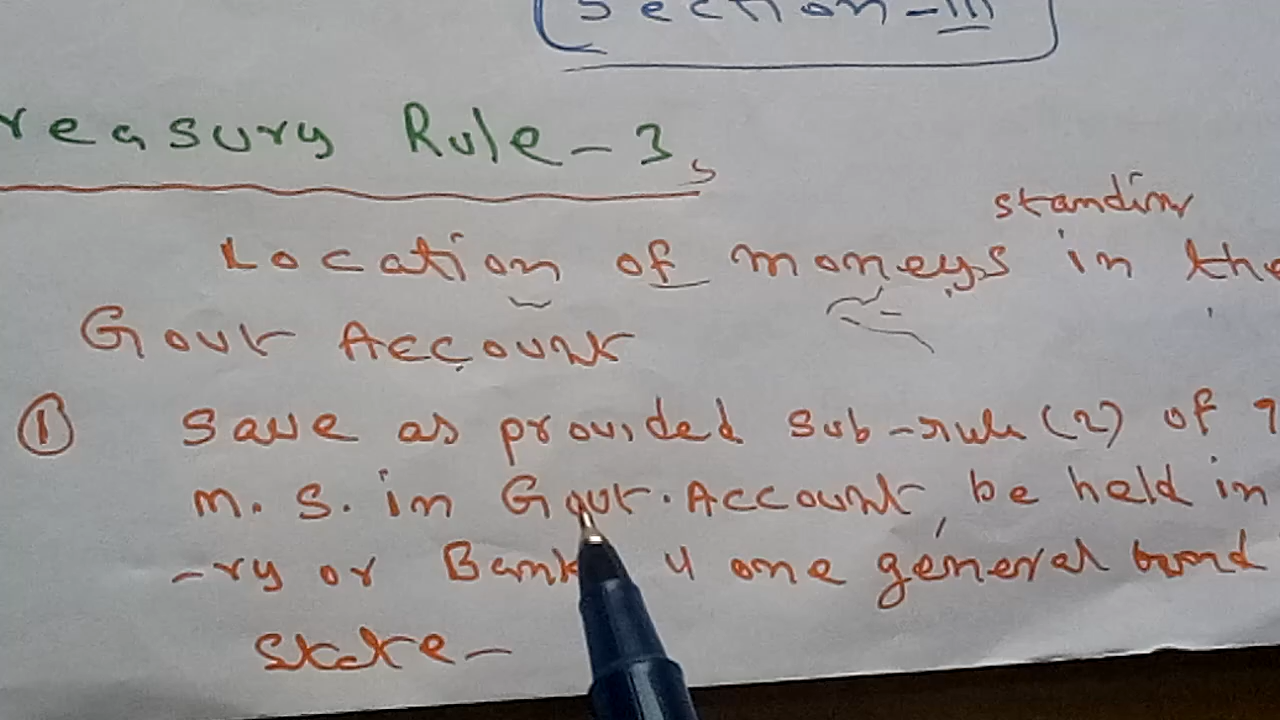 Section-III
reasury Rule-3,
standing
Location of moneys in the
Govt Account
① Save as provided Sub-rule (2) of
M. S. in Govt. Account, be held in
-ry or Bank one general
State-